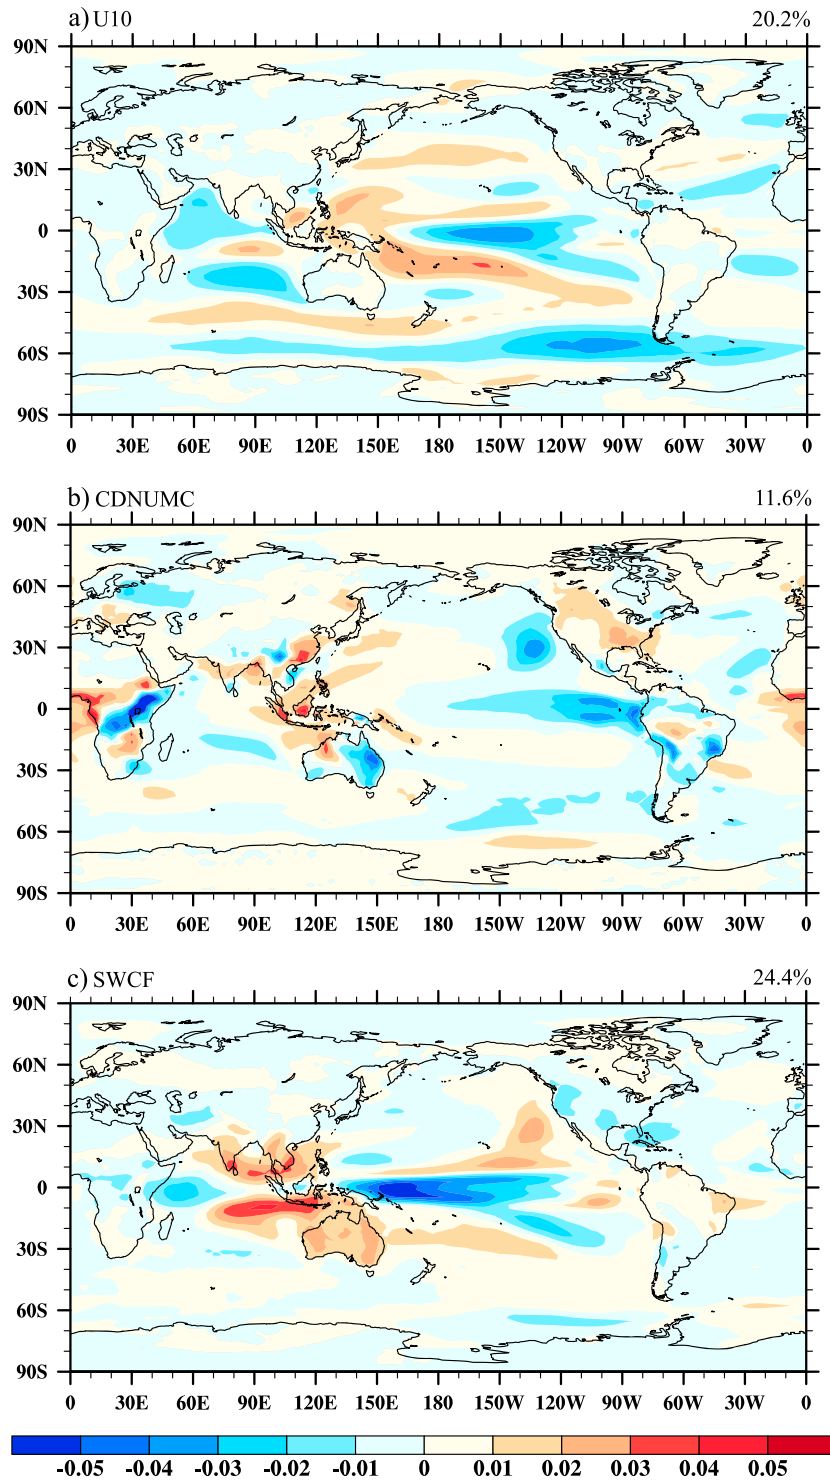 a) U10 20.2%
90N
60N
30N
0
30S
60S
90S
0 30E 60E 90E 120E 150E 180 150W 120W 90W 60W 30W 0
b) CDNUMC 11.6%
90N
60N
30N
0
30S
60S
90S
0 30E 60E 90E 120E 150E 180 150W 120W 90W 60W 30W 0
c) SWCF 24.4%
90N
60N
30N
0
30S
60S
90S
0 30E 60E 90E 120E 150E 180 150W 120W 90W 60W 30W 0
-0.05 -0.04 -0.03 -0.02 -0.01 0 0.01 0.02 0.03 0.04 0.05